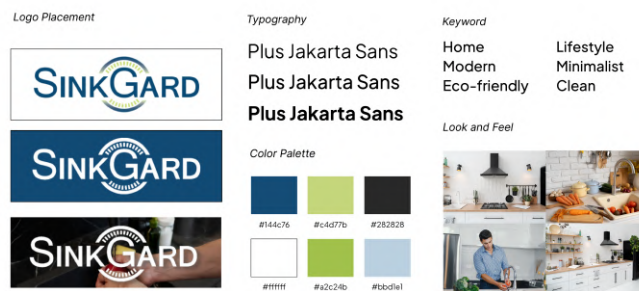 Logo Placement
SINKGARD
SINKGARD
SINKGARD
Typography
Plus Jakarta Sans
Plus Jakarta Sans
Plus Jakarta Sans
Color Palette
#144c76
#c4d77b
#282828
#ffffff
#a2c24b
#bbd1e1
Keyword
Home
Modern
Eco-friendly
Lifestyle
Minimalist
Clean
Look and Feel